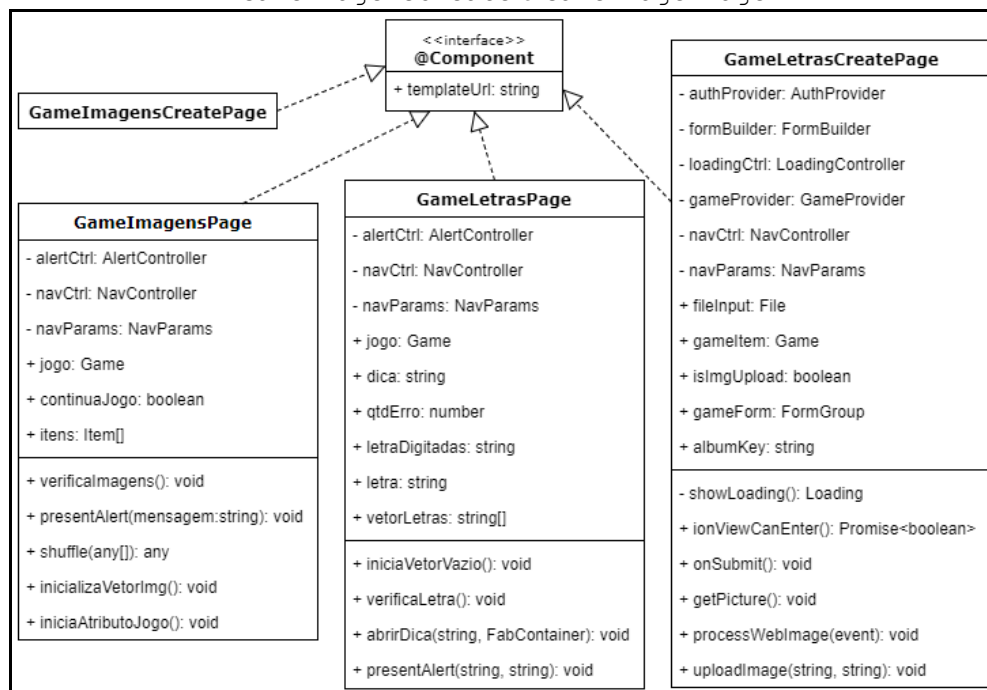 <<interface>>
@Component
+ templateUrl: string
GameImagensCreatePage
GameImagensPage
- alertCtrl: AlertController
- navCtrl: NavController
- navParams: NavParams
+ jogo: Game
+ continuaJogo: boolean
+ itens: Item[]
+ verificaImagens(): void
+ presentAlert(mensagem:string): void
+ shuffle(any[]): any
+ inicializaVetorImg(): void
+ iniciaAtributoJogo(): void
GameLetrasPage
- alertCtrl: AlertController
- navCtrl: NavController
- navParams: NavParams
+ jogo: Game
+ dica: string
+ qtdErro: number
+ letraDigitadas: string
+ letra: string
+ vetorLetras: string[]
+ iniciaVetorVazio(): void
+ verificaLetra(): void
+ abrirDica(string, FabContainer): void
+ presentAlert(string, string): void
GameLetrasCreatePage
- authProvider: AuthProvider
- formBuilder: FormBuilder
- loadingCtrl: LoadingController
- gameProvider: GameProvider
- navCtrl: NavController
- navParams: NavParams
+ fileInput: File
+ gameItem: Game
+ isImgUpload: boolean
+ gameForm: FormGroup
+ albumKey: string
- showLoading(): Loading
+ ionViewCanEnter(): Promise<boolean>
+ onSubmit(): void
+ getPicture(): void
+ processWebImage(event): void
+ uploadImage(string, string): void